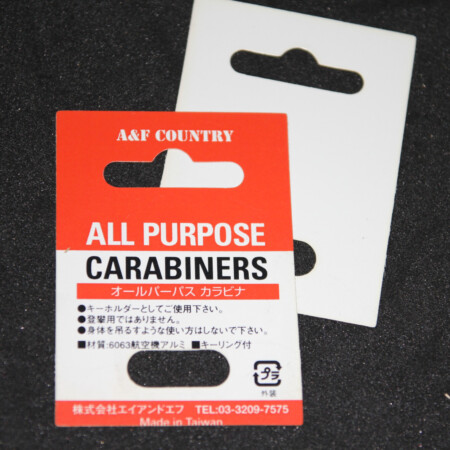 A&F COUNTRY
ALL PURPOSE
CARABINERS
オールパーパス カラビナ
●キーホルダーとしてご使用下さい。
●登攀用ではありません。
●身体を吊るすような使い方はしないで下さい。
■材質:6063航空機アルミ ■キーリング付
プラ
外装
株式会社エイアンドエフ TEL:03-3209-7575
Made in Taiwan